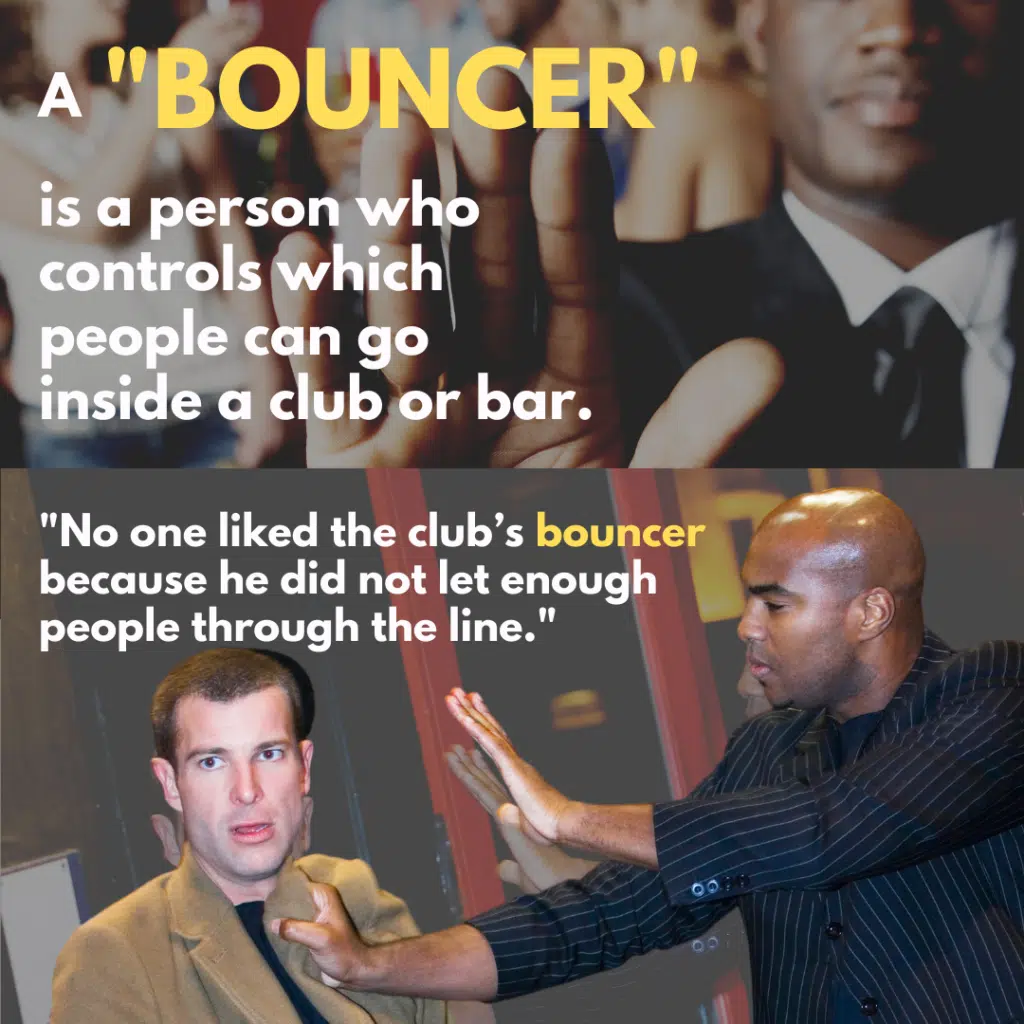 A "BOUNCER"
is a person who
controls which
people can go
inside a club or bar.
"No one liked the club’s bouncer
because he did not let enough
people through the line."